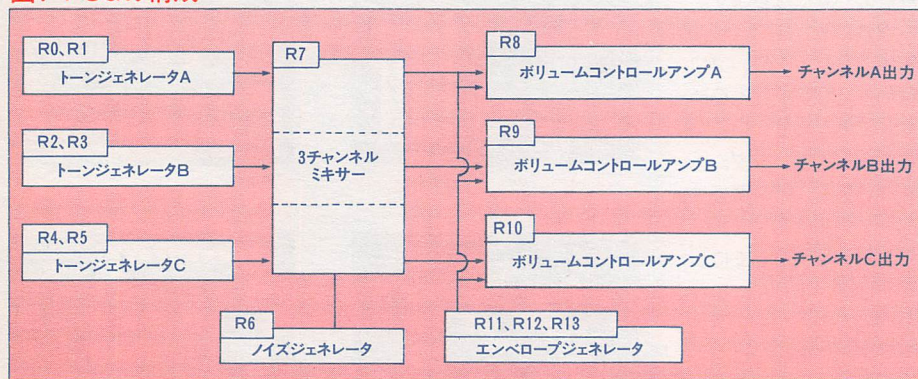 R0、R1
トーンジェネレータA
R2、R3
トーンジェネレータB
R4、R5
トーンジェネレータC
R7
3チャンネル
ミキサー
R6
ノイズジェネレータ
R8
ボリュームコントロールアンプA
R9
ボリュームコントロールアンプB
R10
ボリュームコントロールアンプC
R11、R12、R13
エンベロープジェネレータ
チャンネルA出力
チャンネルB出力
チャンネルC出力